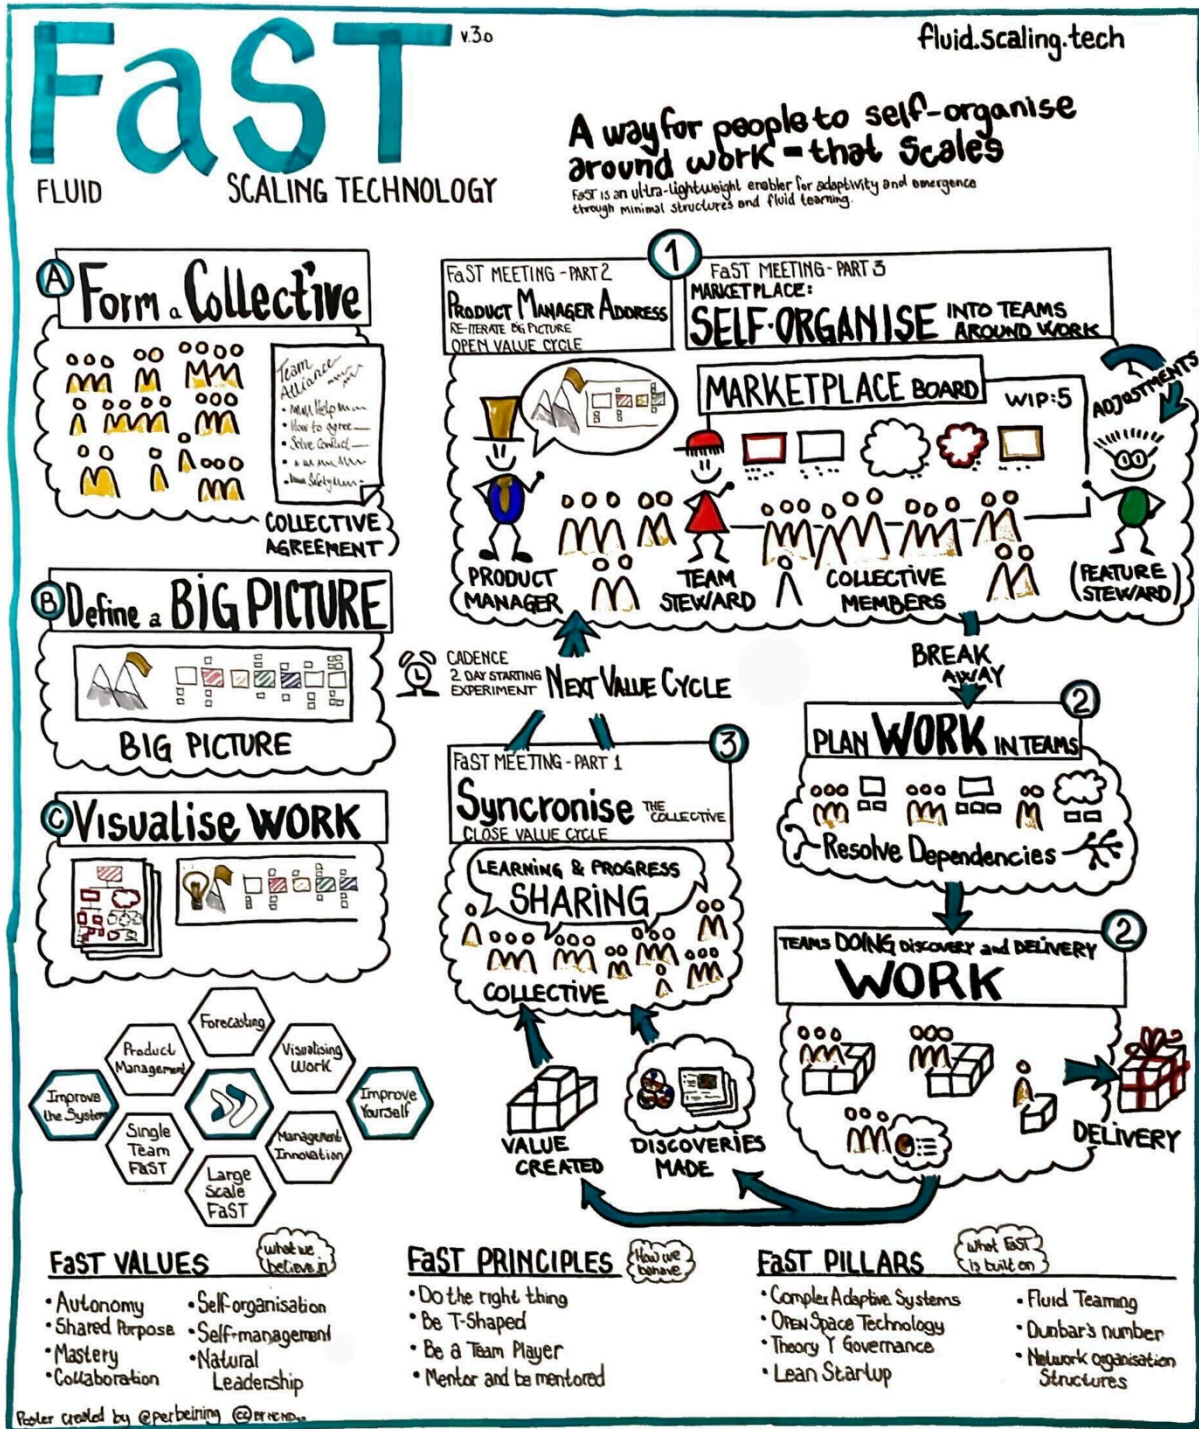 FaST
v.3.0
fluid.scaling.tech
FLUID SCALING TECHNOLOGY
A way for people to self-organise
around work - that Scales
FaST is an ultra-lightweight enabler for adaptivity and emergence
through minimal structures and fluid teaming.
A
Form a Collective
Team
Alliance
Help
How to agree
Solve Conflict
Safety
COLLECTIVE
AGREEMENT
B
Define a BiG PICTURE
BIG PICTURE
C
Visualise WORK
1
FaST MEETING - PART 2
PRODUCT MANAGER ADDRESS
RE-ITERATE BIG PICTURE
OPEN VALUE CYCLE
FaST MEETING - PART 3
MARKETPLACE:
SELF-ORGANISE INTO TEAMS
AROUND WORK
MARKETPLACE BOARD
WIP:5
ADJUSTMENTS
PRODUCT
MANAGER
TEAM
STEWARD
COLLECTIVE
MEMBERS
(FEATURE
STEWARD)
BREAK
AWAY
2
PLAN WORK IN TEAMS
Resolve Dependencies
2
TEAMS DOING Discovery and DELIVERY
WORK
DELIVERY
CADENCE
2 DAY STARTING
EXPERIMENT
NEXT VALUE CYCLE
3
FaST MEETING - PART 1
Syncronise THE
COLLECTIVE
CLOSE VALUE CYCLE
LEARNING & PROGRESS
SHARING
COLLECTIVE
VALUE
CREATED
DISCOVERIES
MADE
Forecasting
Product
Management
Visualising
Work
Improve
the System
Improve
Yourself
Single
Team
FaST
Management
Innovation
Large
Scale
FaST
FaST VALUES
what we
believe in
• Autonomy
• Shared Purpose
• Mastery
• Collaboration
• Self-organisation
• Self-management
• Natural
Leadership
FaST PRINCIPLES
How we
behave
• Do the right thing
• Be T-Shaped
• Be a Team Player
• Mentor and be mentored
FaST PILLARS
What FaST
is built on
• Complex Adaptive Systems
• OPEN Space Technology
• Theory Y Governance
• Lean Startup
• Fluid Teaming
• Dunbar's number
• Network organisation
Structures
Poster created by @perbeining